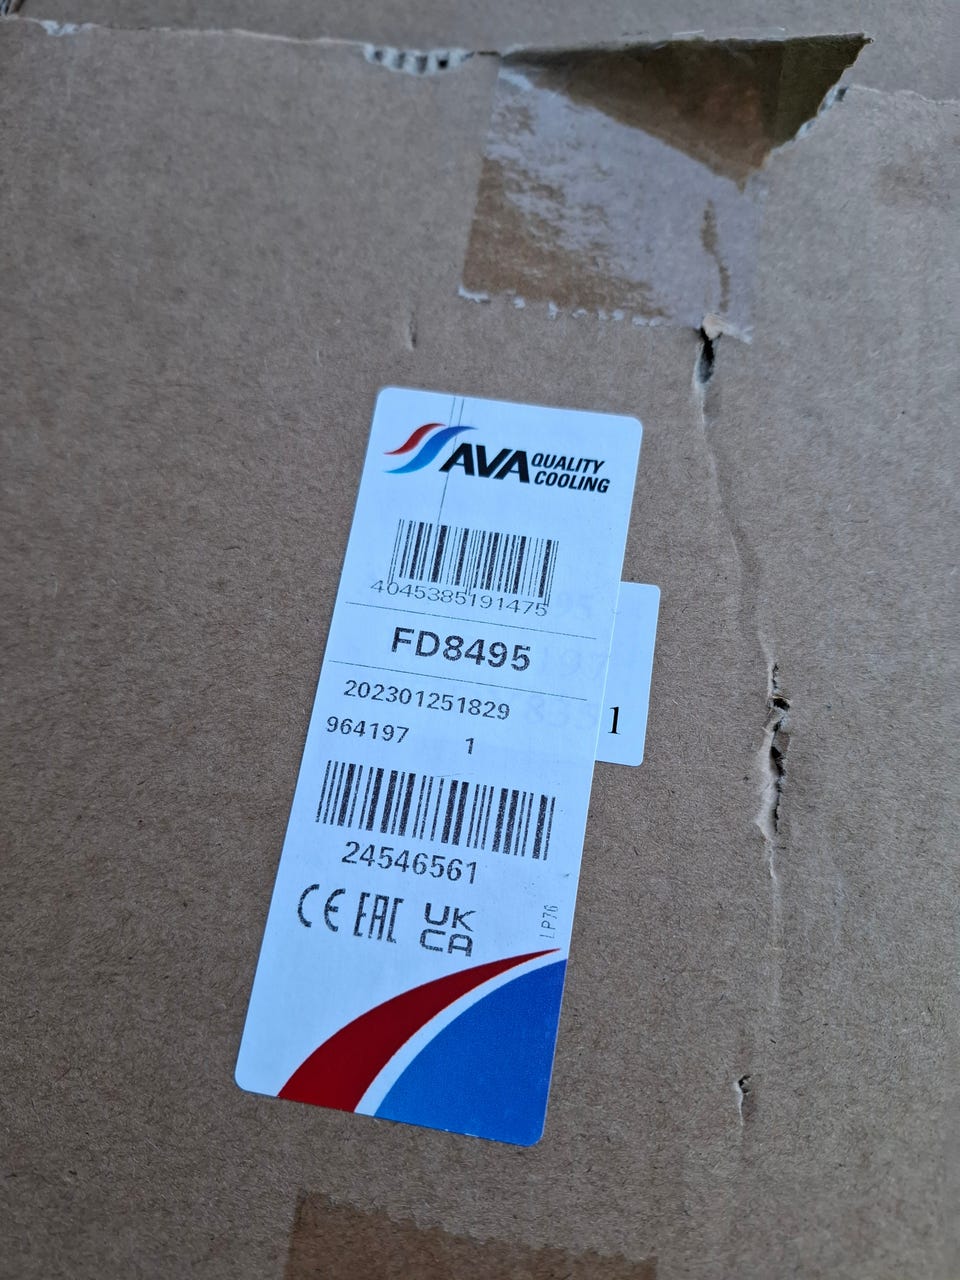 AVA QUALITY
COOLING
4045385191475
FD8495
202301251829
964197 1
1
24546561
CE EAC UK
CA
LP76